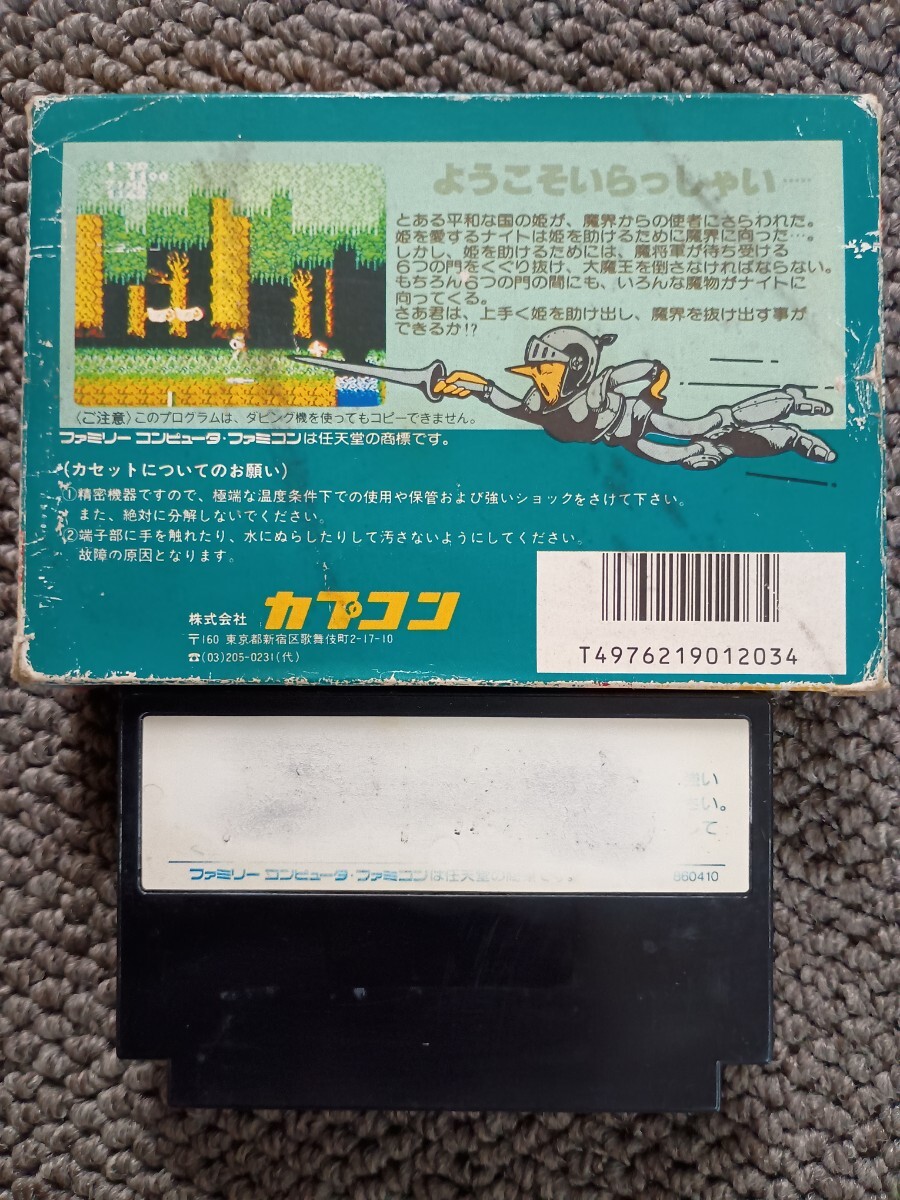 ようこそいらっしゃい……
とある平和な国の姫が、魔界からの使者にさらわれた。
姫を愛するナイトは姫を助けるために魔界に向った…。
しかし、姫を助けるためには、魔将軍が待ち受ける
6つの門をくぐり抜け、大魔王を倒さなければならない。
もちろん6つの門の間にも、いろんな魔物がナイトに
向ってくる。
さあ君は、上手く姫を助け出し、魔界を抜け出す事が
できるか!?
〈ご注意〉このプログラムは、ダビング機を使ってもコピーできません。
ファミリー コンピュータ・ファミコンは任天堂の商標です。
(カセットについてのお願い)
①精密機器ですので、極端な温度条件下での使用や保管および強いショックをさけて下さい。
また、絶対に分解しないでください。
②端子部に手を触れたり、水にぬらしたりして汚さないようにしてください。
故障の原因となります。
株式会社 カプコン
〒160 東京都新宿区歌舞伎町2-17-10
☎(03)205-0231(代)
T4976219012034
い
い。
て
ファミリー コンピュータ・ファミコンは任天堂の
860410